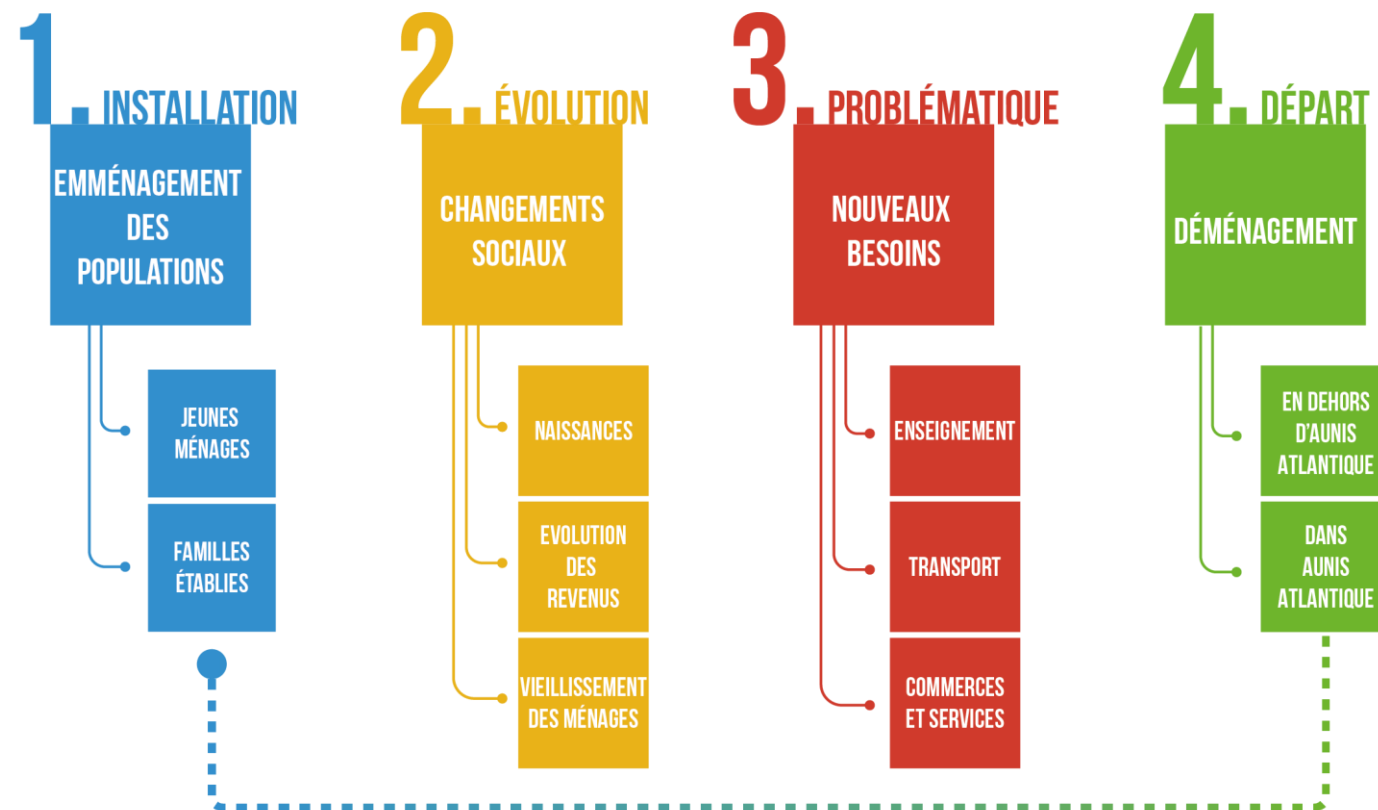 1. INSTALLATION
EMMÉNAGEMENT
DES
POPULATIONS
JEUNES
MÉNAGES
FAMILLES
ÉTABLIES
2. ÉVOLUTION
CHANGEMENTS
SOCIAUX
NAISSANCES
EVOLUTION
DES
REVENUS
VIEILLISSEMENT
DES MÉNAGES
3. PROBLÉMATIQUE
NOUVEAUX
BESOINS
ENSEIGNEMENT
TRANSPORT
COMMERCES
ET SERVICES
4. DÉPART
DÉMÉNAGEMENT
EN DEHORS
D'AUNIS
ATLANTIQUE
DANS
AUNIS
ATLANTIQUE